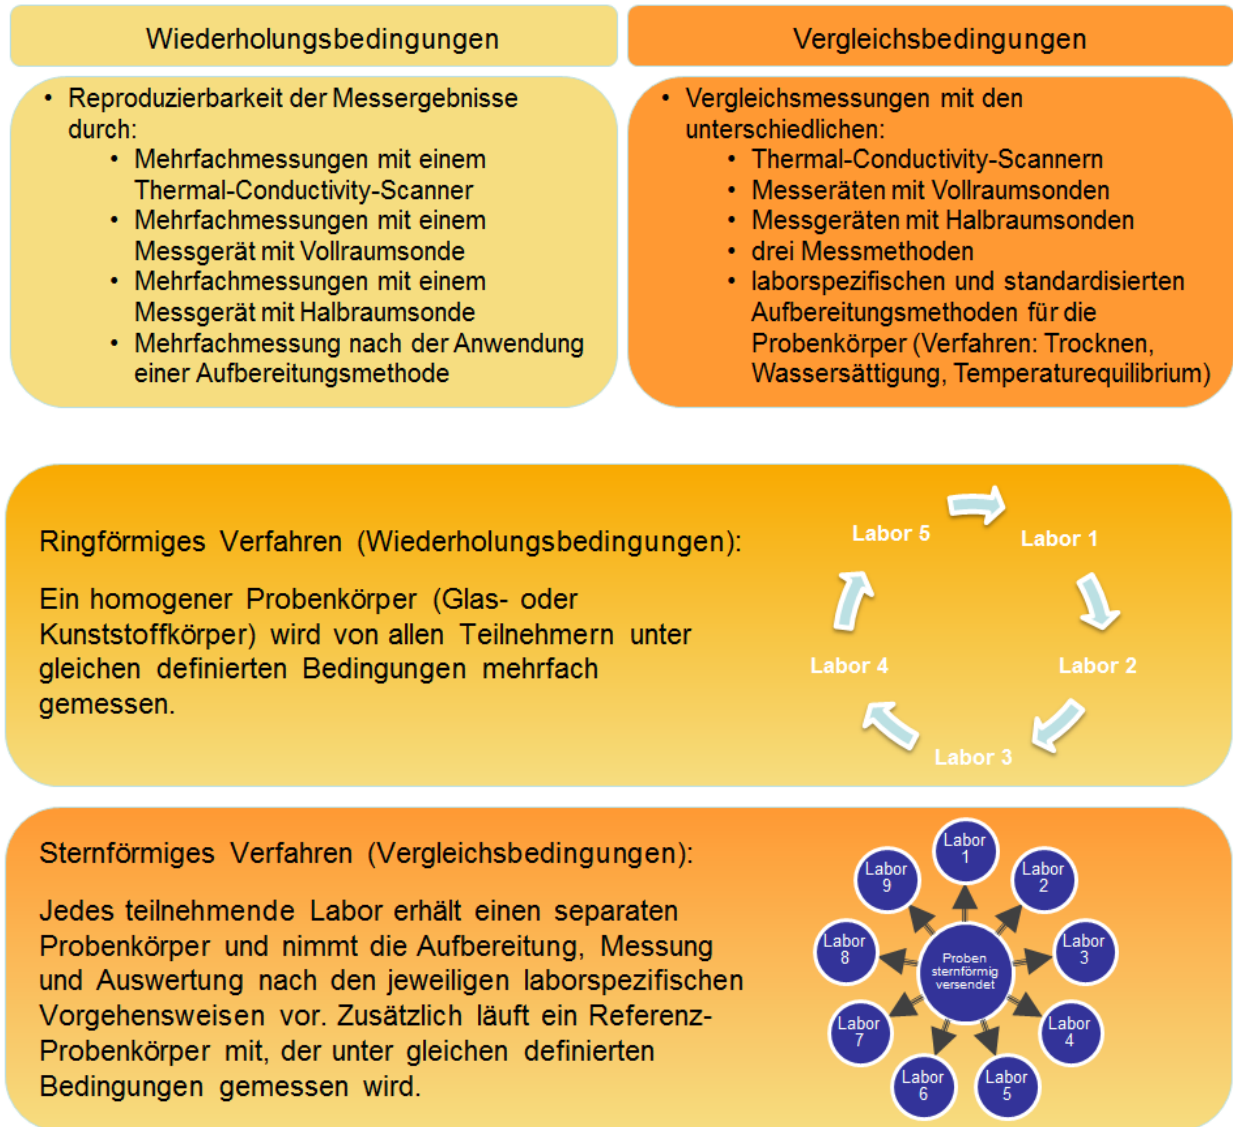 Wiederholungsbedingungen
Vergleichsbedingungen
• Reproduzierbarkeit der Messergebnisse
durch:
• Mehrfachmessungen mit einem
Thermal-Conductivity-Scanner
• Mehrfachmessungen mit einem
Messgerät mit Vollraumsonde
• Mehrfachmessungen mit einem
Messgerät mit Halbraumsonde
• Mehrfachmessung nach der Anwendung
einer Aufbereitungsmethode
• Vergleichsmessungen mit den
unterschiedlichen:
• Thermal-Conductivity-Scannern
• Messeräten mit Vollraumsonden
• Messgeräten mit Halbraumsonden
• drei Messmethoden
• laborspezifischen und standardisierten
Aufbereitungsmethoden für die
Probenkörper (Verfahren: Trocknen,
Wassersättigung, Temperaturequilibrium)
Ringförmiges Verfahren (Wiederholungsbedingungen):
Ein homogener Probenkörper (Glas- oder
Kunststoffkörper) wird von allen Teilnehmern unter
gleichen definierten Bedingungen mehrfach
gemessen.
Labor 5
Labor 1
Labor 4
Labor 2
Labor 3
Sternförmiges Verfahren (Vergleichsbedingungen):
Jedes teilnehmende Labor erhält einen separaten
Probenkörper und nimmt die Aufbereitung, Messung
und Auswertung nach den jeweiligen laborspezifischen
Vorgehensweisen vor. Zusätzlich läuft ein Referenz-
Probenkörper mit, der unter gleichen definierten
Bedingungen gemessen wird.
Labor
1
Labor
2
Labor
3
Labor
4
Labor
5
Labor
6
Labor
7
Labor
8
Labor
9
Proben
sternförmig
versendet